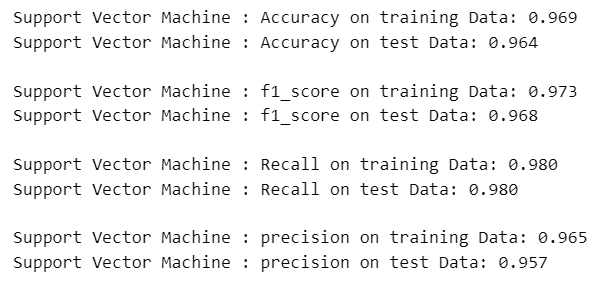 Support Vector Machine : Accuracy on training Data: 0.969
Support Vector Machine : Accuracy on test Data: 0.964
Support Vector Machine : f1_score on training Data: 0.973
Support Vector Machine : f1_score on test Data: 0.968
Support Vector Machine : Recall on training Data: 0.980
Support Vector Machine : Recall on test Data: 0.980
Support Vector Machine : precision on training Data: 0.965
Support Vector Machine : precision on test Data: 0.957